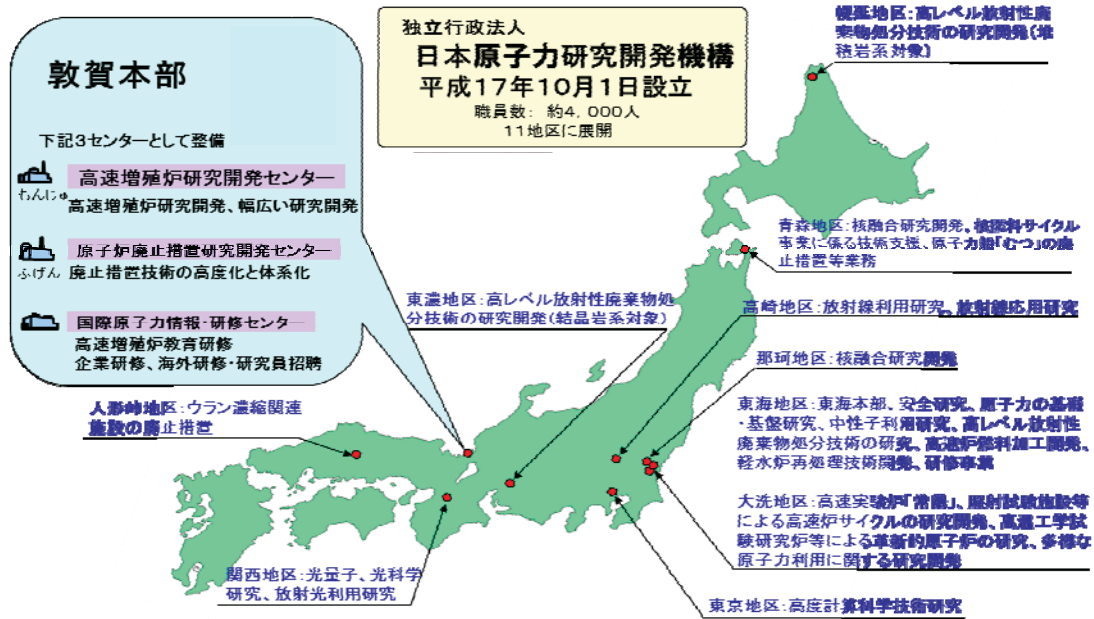 独立行政法人
日本原子力研究開発機構
平成17年10月1日設立
職員数： 約4，000人
11地区に展開
敦賀本部
下記3センターとして整備
もんじゅ
高速増殖炉研究開発センター
高速増殖炉研究開発、幅広い研究開発
ふげん
原子炉廃止措置研究開発センター
廃止措置技術の高度化と体系化
国際原子力情報・研修センター
高速増殖炉教育研修
企業研修、海外研修・研究員招聘
幌延地区：高レベル放射性廃
棄物処分技術の研究開発（堆
積岩系対象）
青森地区：核融合研究開発、核燃料サイクル
事業に係る技術支援、原子力船「むつ」の廃
止措置等業務
東濃地区：高レベル放射性廃棄物処
分技術の研究開発（結晶岩系対象）
高崎地区：放射線利用研究、放射線応用研究
那珂地区：核融合研究開発
人形峠地区：ウラン濃縮関連
施設の廃止措置
東海地区：東海本部、安全研究、原子力の基礎
・基盤研究、中性子利用研究、高レベル放射性
廃棄物処分技術の研究、高速炉燃料加工開発、
軽水炉再処理技術開発、研修事業
大洗地区：高速実験炉「常陽」、照射試験施設等
による高速炉サイクルの研究開発、高温工学試
験研究炉等による革新的原子炉の研究、多様な
原子力利用に関する研究開発
関西地区：光量子、光科学
研究、放射光利用研究
東京地区：高度計算科学技術研究